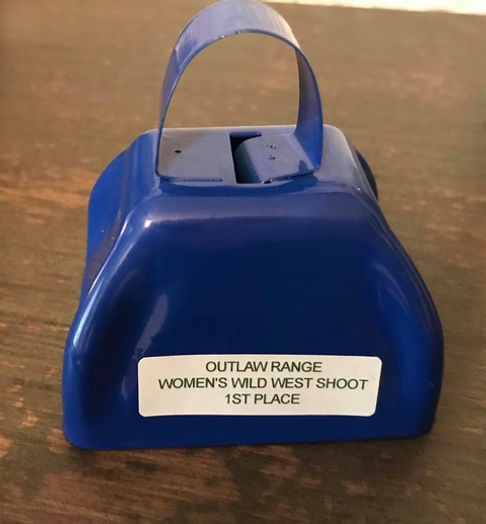 OUTLAW RANGE
WOMEN'S WILD WEST SHOOT
1ST PLACE